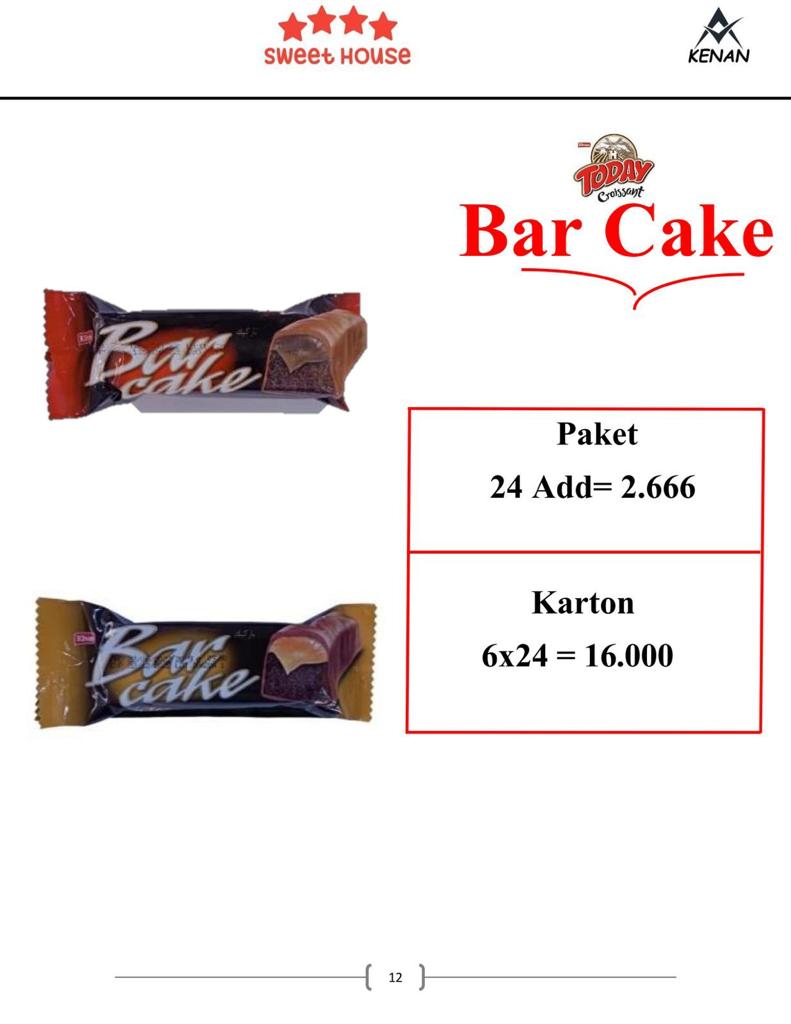 SWEET HOUSE
KENAN
TODAY
Croissant
Bar Cake
Bar
cake
Paket
24 Add= 2.666
Karton
6x24 = 16.000
Bar
cake
12